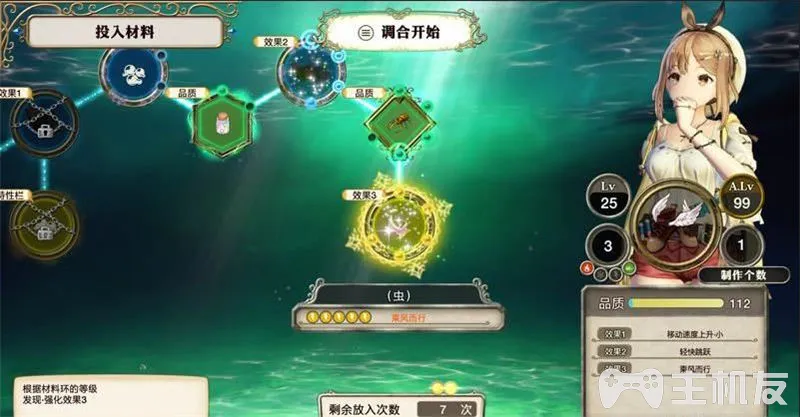 投入材料
调合开始
效果2
效果1
品质
品质
特性栏
效果3
Lv
25
A.Lv
99
3
1
制作个数
(虫)
乘风而行
品质
112
效果1
移动速度上升·小
效果2
轻快跳跃
效果3
乘风而行
根据材料环的等级
发现·强化效果3
剩余放入次数
7
次
主机友